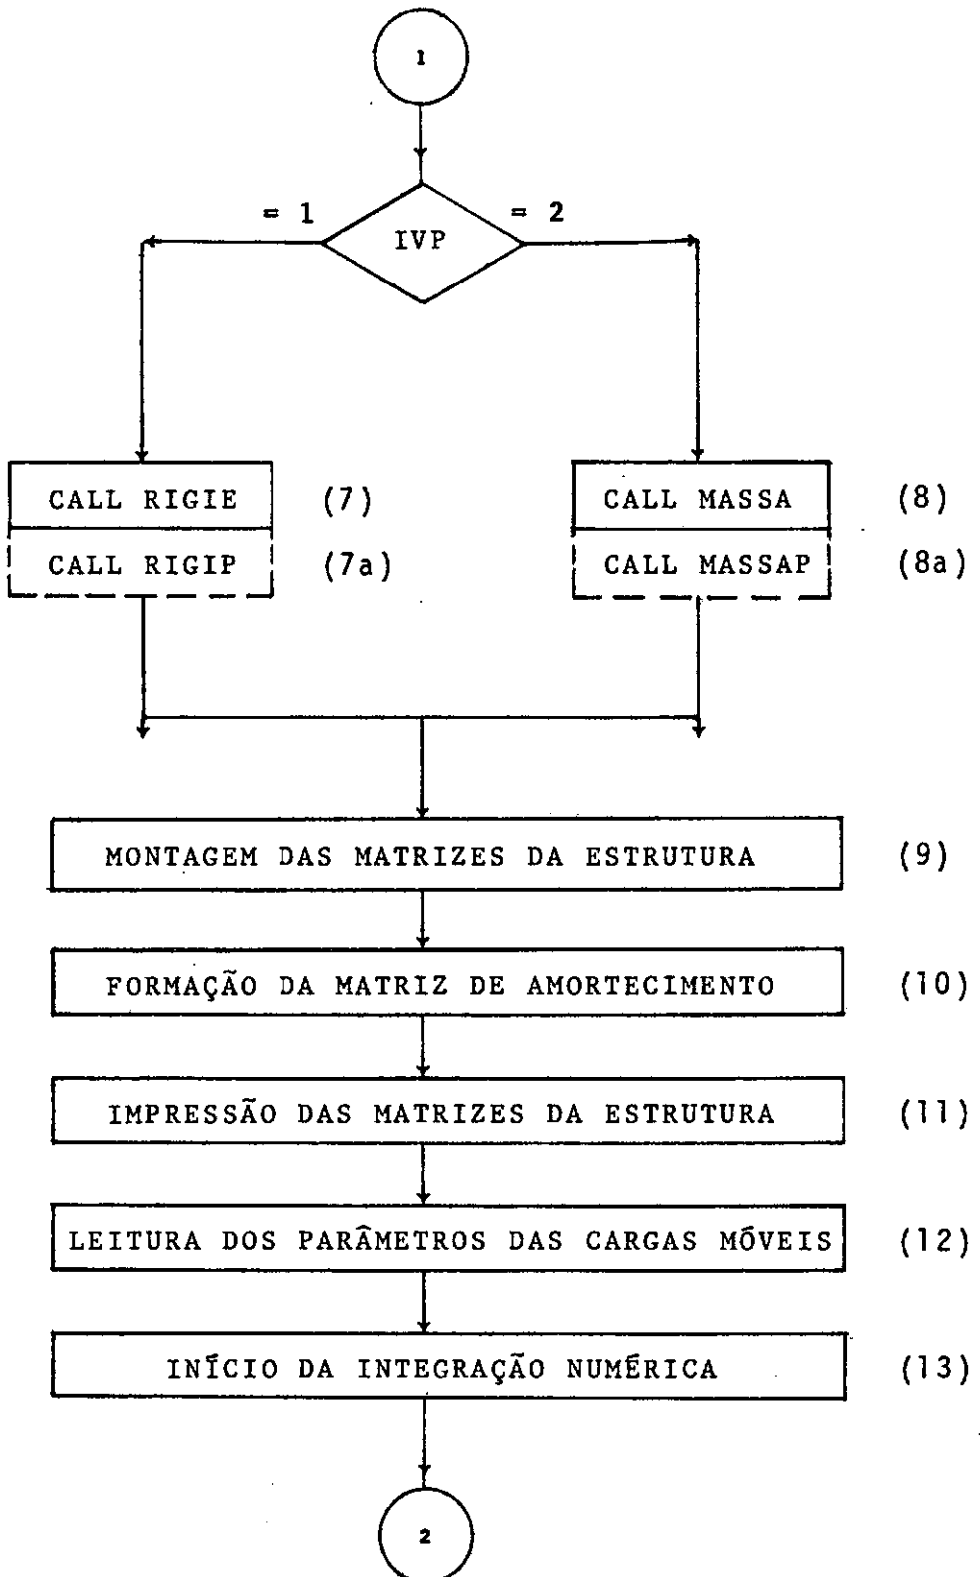 1
= 1
= 2
IVP
CALL RIGIE (7)
CALL RIGIP (7a)
CALL MASSA (8)
CALL MASSAP (8a)
MONTAGEM DAS MATRIZES DA ESTRUTURA (9)
FORMAÇÃO DA MATRIZ DE AMORTECIMENTO (10)
IMPRESSÃO DAS MATRIZES DA ESTRUTURA (11)
LEITURA DOS PARÂMETROS DAS CARGAS MÓVEIS (12)
INÍCIO DA INTEGRAÇÃO NUMÉRICA (13)
2